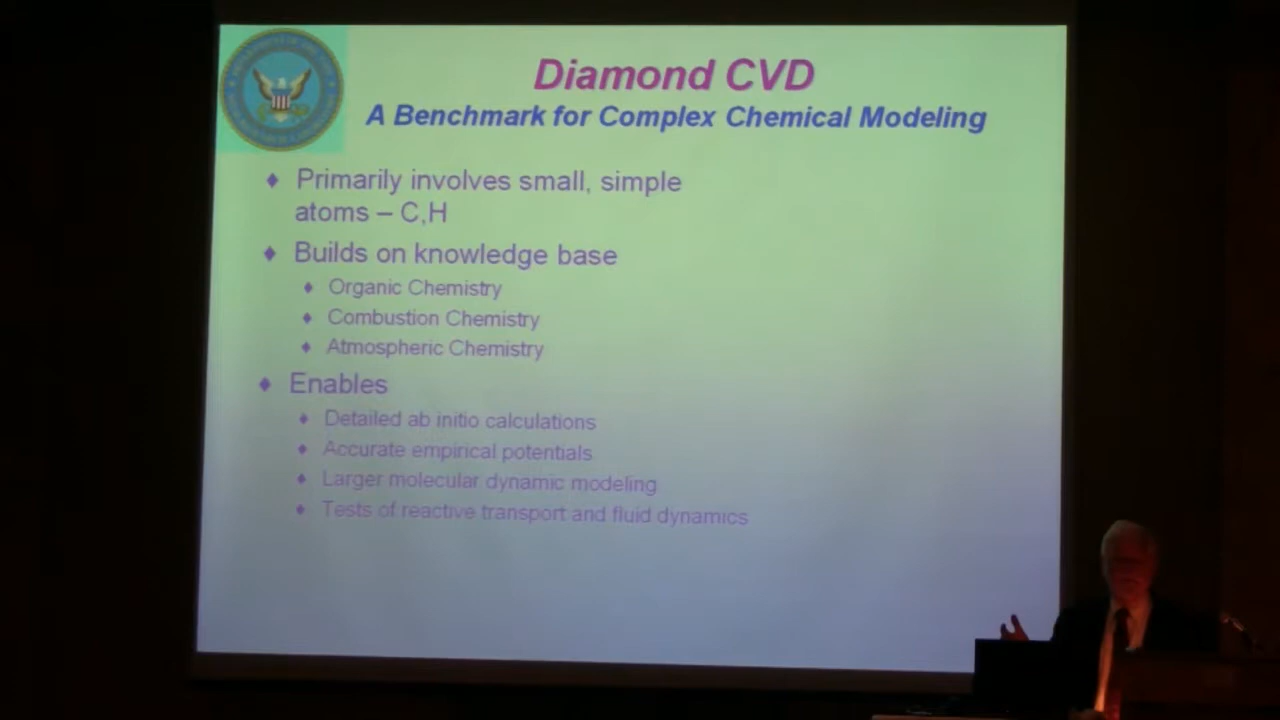 Diamond CVD
A Benchmark for Complex Chemical Modeling
♦ Primarily involves small, simple
atoms – C,H
♦ Builds on knowledge base
♦ Organic Chemistry
♦ Combustion Chemistry
♦ Atmospheric Chemistry
♦ Enables
♦ Detailed ab initio calculations
♦ Accurate empirical potentials
♦ Larger molecular dynamic modeling
♦ Tests of reactive transport and fluid dynamics